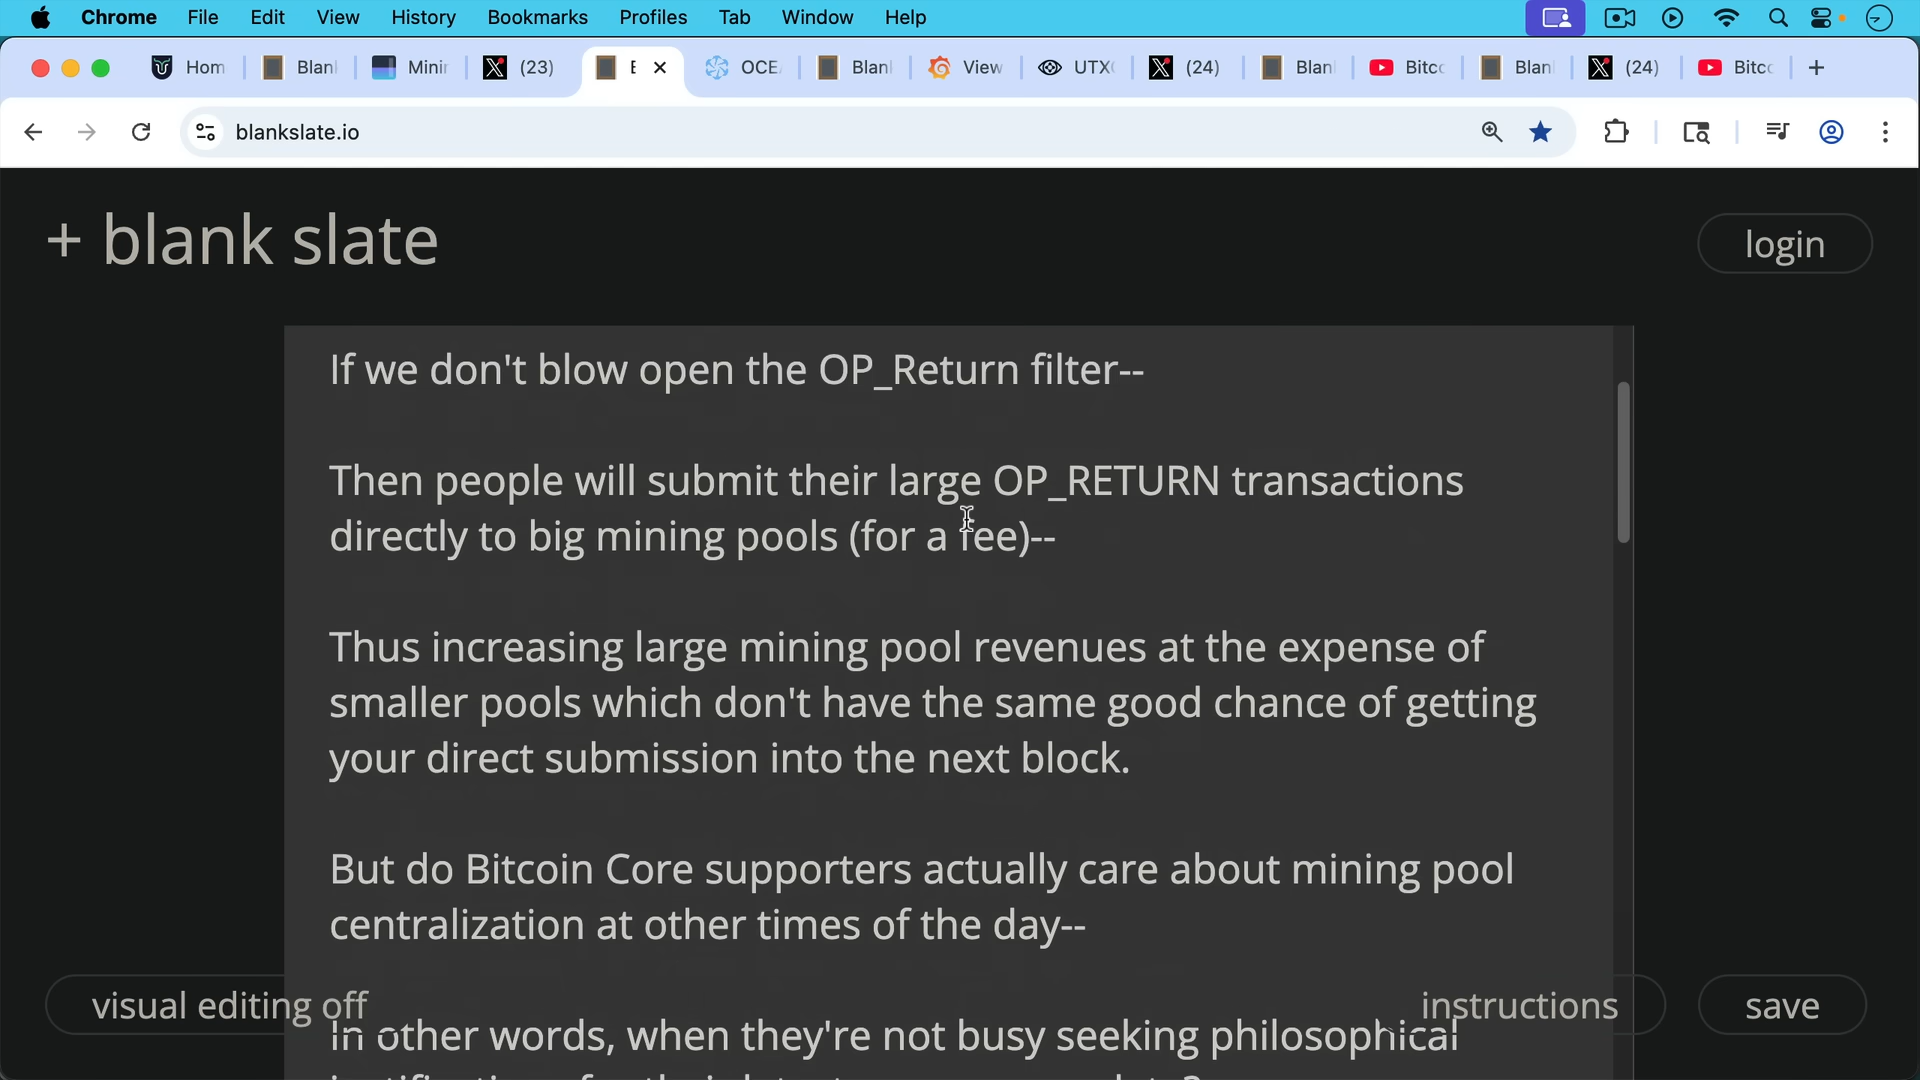 Chrome File Edit View History Bookmarks Profiles Tab Window Help
Hom Blan Minir (23) E OCE Blan View UTXO (24) Blan Bitc Blan (24) Bitc
blankslate.io
+ blank slate
login
If we don't blow open the OP_Return filter--
Then people will submit their large OP_RETURN transactions
directly to big mining pools (for a fee)--
Thus increasing large mining pool revenues at the expense of
smaller pools which don't have the same good chance of getting
your direct submission into the next block.
But do Bitcoin Core supporters actually care about mining pool
centralization at other times of the day--
visual editing off
instructions
save
In other words, when they're not busy seeking philosophical